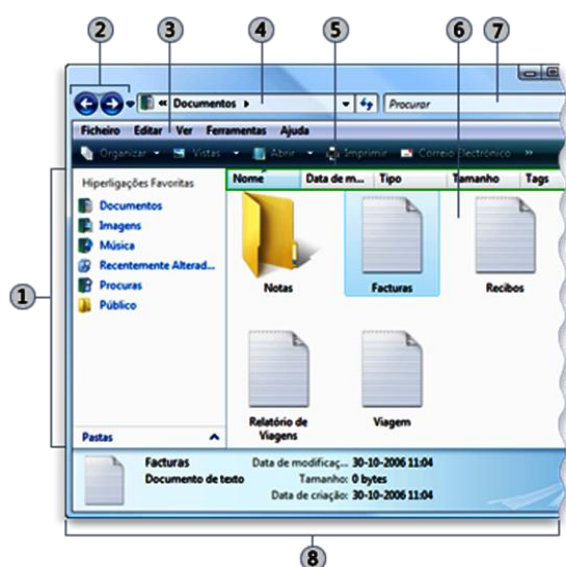 2 3 4 5 6 7
« Documentos Procurar
Ficheiro Editar Ver Ferramentas Ajuda
Organizar Vistas Abrir Imprimir Correio Electrónico »
Hiperligações Favoritas
Nome Data de m... Tipo Tamanho Tags
Documentos
Imagens
Música
Recentemente Alterad...
Procuras
Público
1
Notas Facturas Recibos
Relatório de
Viagens
Viagem
Pastas
Facturas Data de modificaç... 30-10-2006 11:04
Documento de texto Tamanho: 0 bytes
Data de criação: 30-10-2006 11:04
8